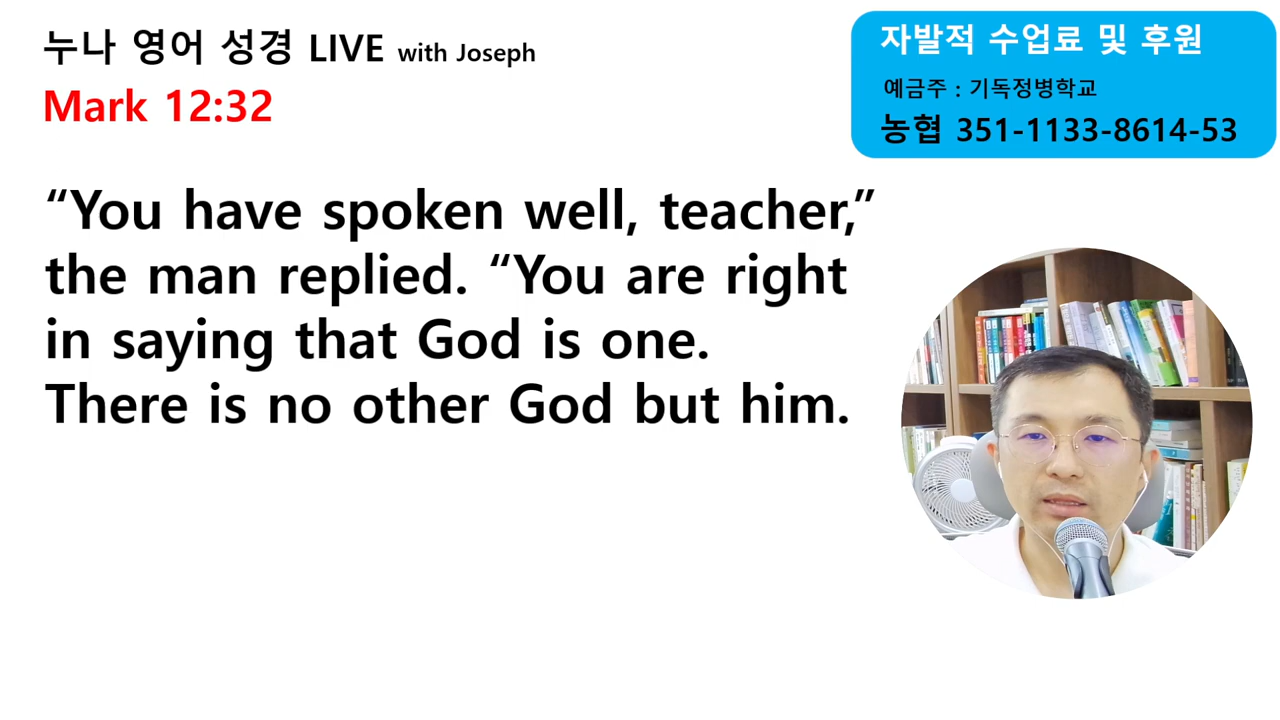 누나 영어 성경 LIVE with Joseph
Mark 12:32
자발적 수업료 및 후원
예금주 : 기독정병학교
농협 351-1133-8614-53
“You have spoken well, teacher,”
the man replied. “You are right
in saying that God is one.
There is no other God but him.